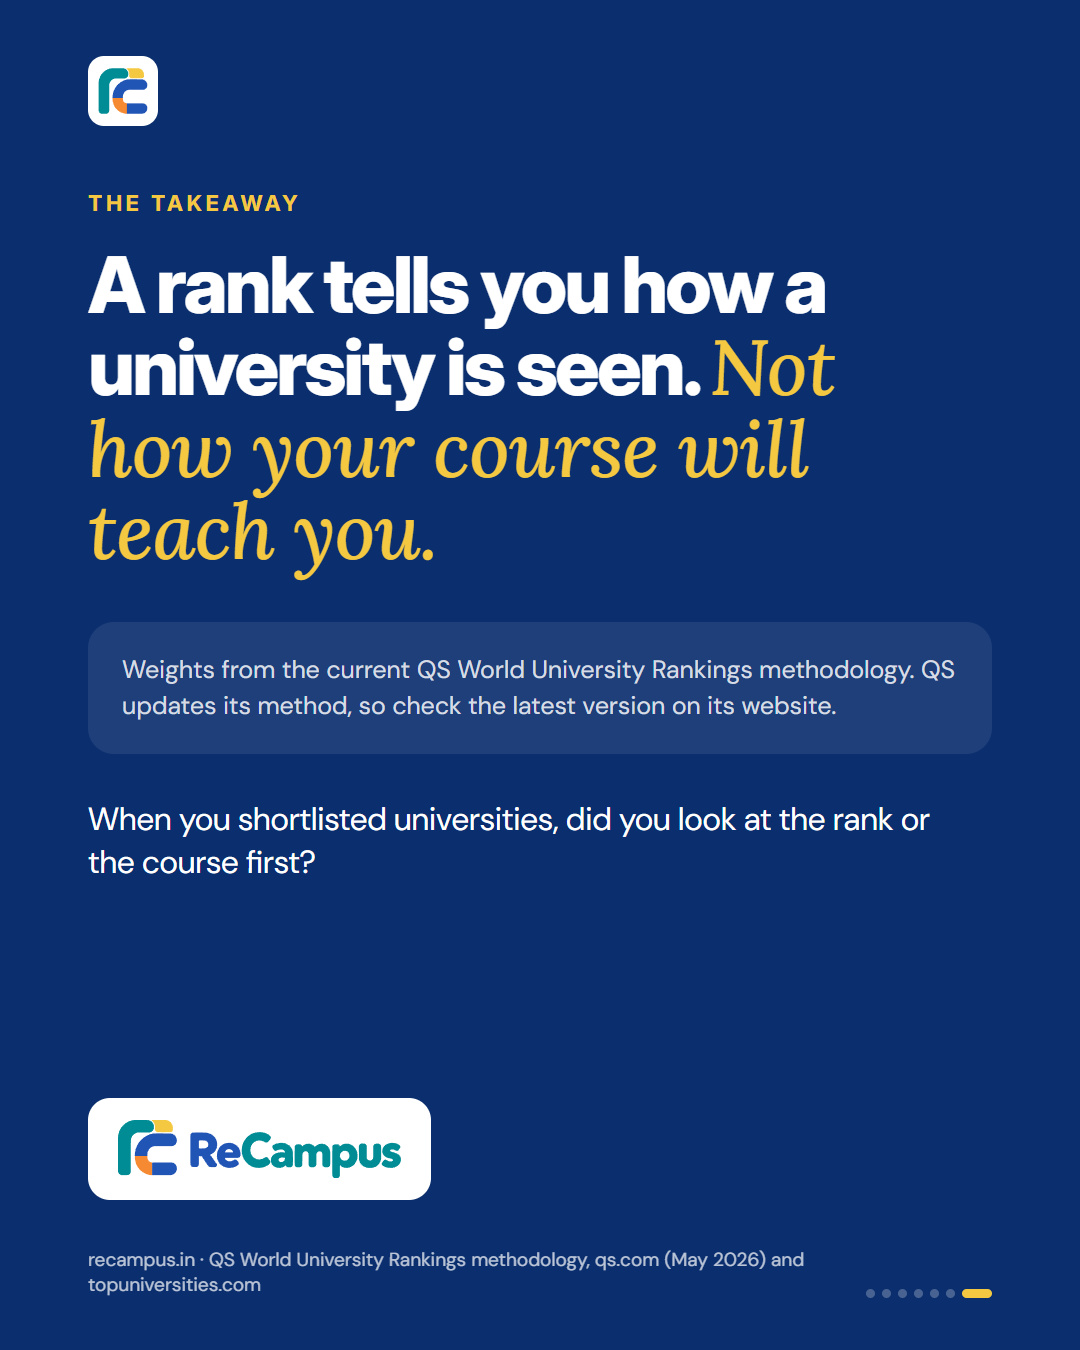 THE TAKEAWAY
A rank tells you how a
university is seen. Not
how your course will
teach you.
Weights from the current QS World University Rankings methodology. QS
updates its method, so check the latest version on its website.
When you shortlisted universities, did you look at the rank or
the course first?
ReCampus
recampus.in · QS World University Rankings methodology, qs.com (May 2026) and
topuniversities.com